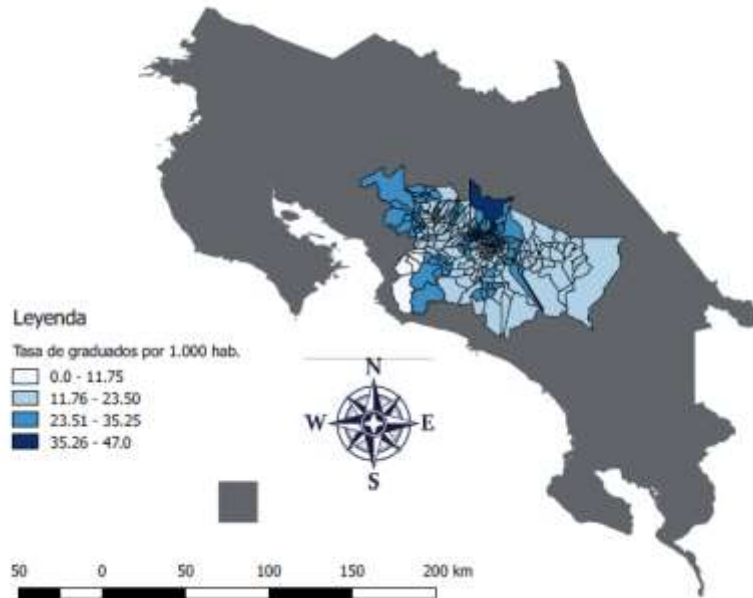 Leyenda
Tasa de graduados por 1.000 hab.
0.0 - 11.75
11.76 - 23.50
23.51 - 35.25
35.26 - 47.0
N
W E
S
50 0 50 100 150 200 km